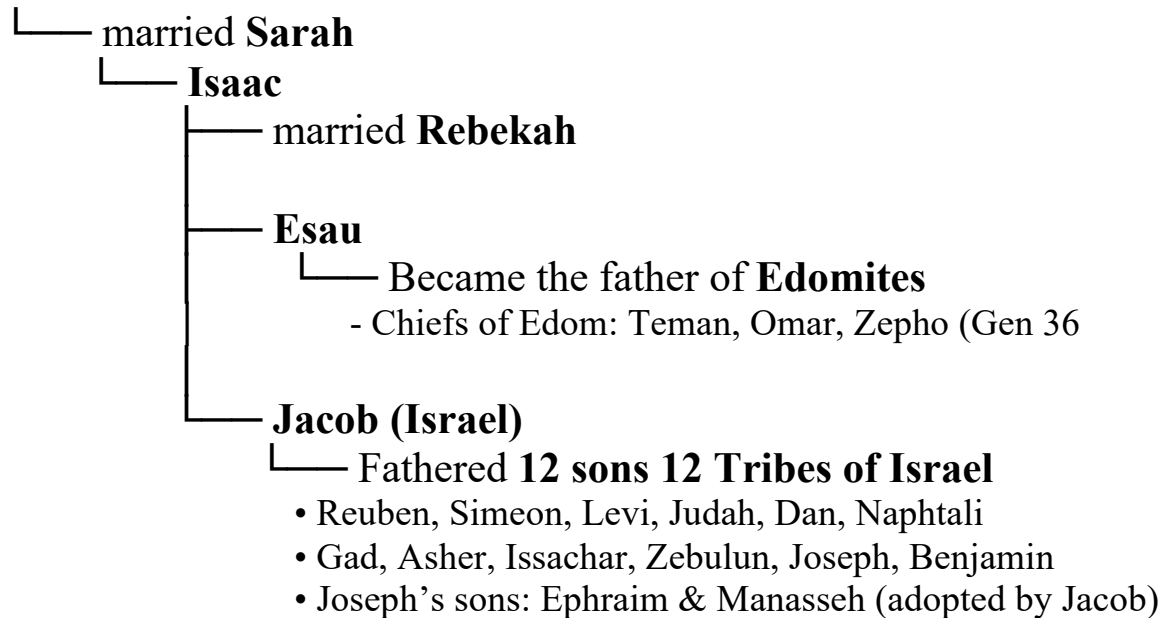 married Sarah
Isaac
married Rebekah
Esau
Became the father of Edomites
- Chiefs of Edom: Teman, Omar, Zepho (Gen 36
Jacob (Israel)
Fathered 12 sons 12 Tribes of Israel
• Reuben, Simeon, Levi, Judah, Dan, Naphtali
• Gad, Asher, Issachar, Zebulun, Joseph, Benjamin
• Joseph’s sons: Ephraim & Manasseh (adopted by Jacob)